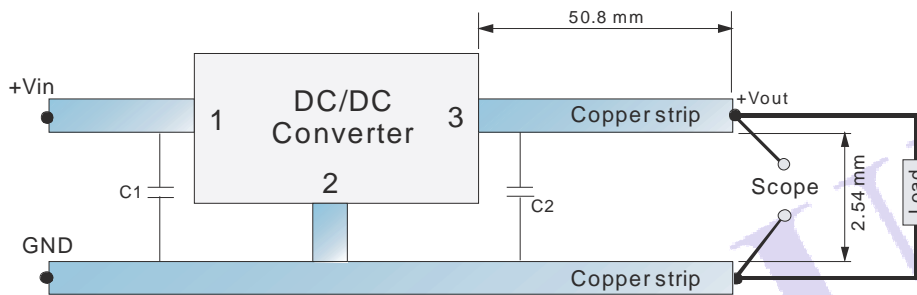 50.8 mm
+Vin
DC/DC
Converter
1
3
2
Copper strip
+Vout
C1
C2
Scope
2.54 mm
Load
GND
Copper strip